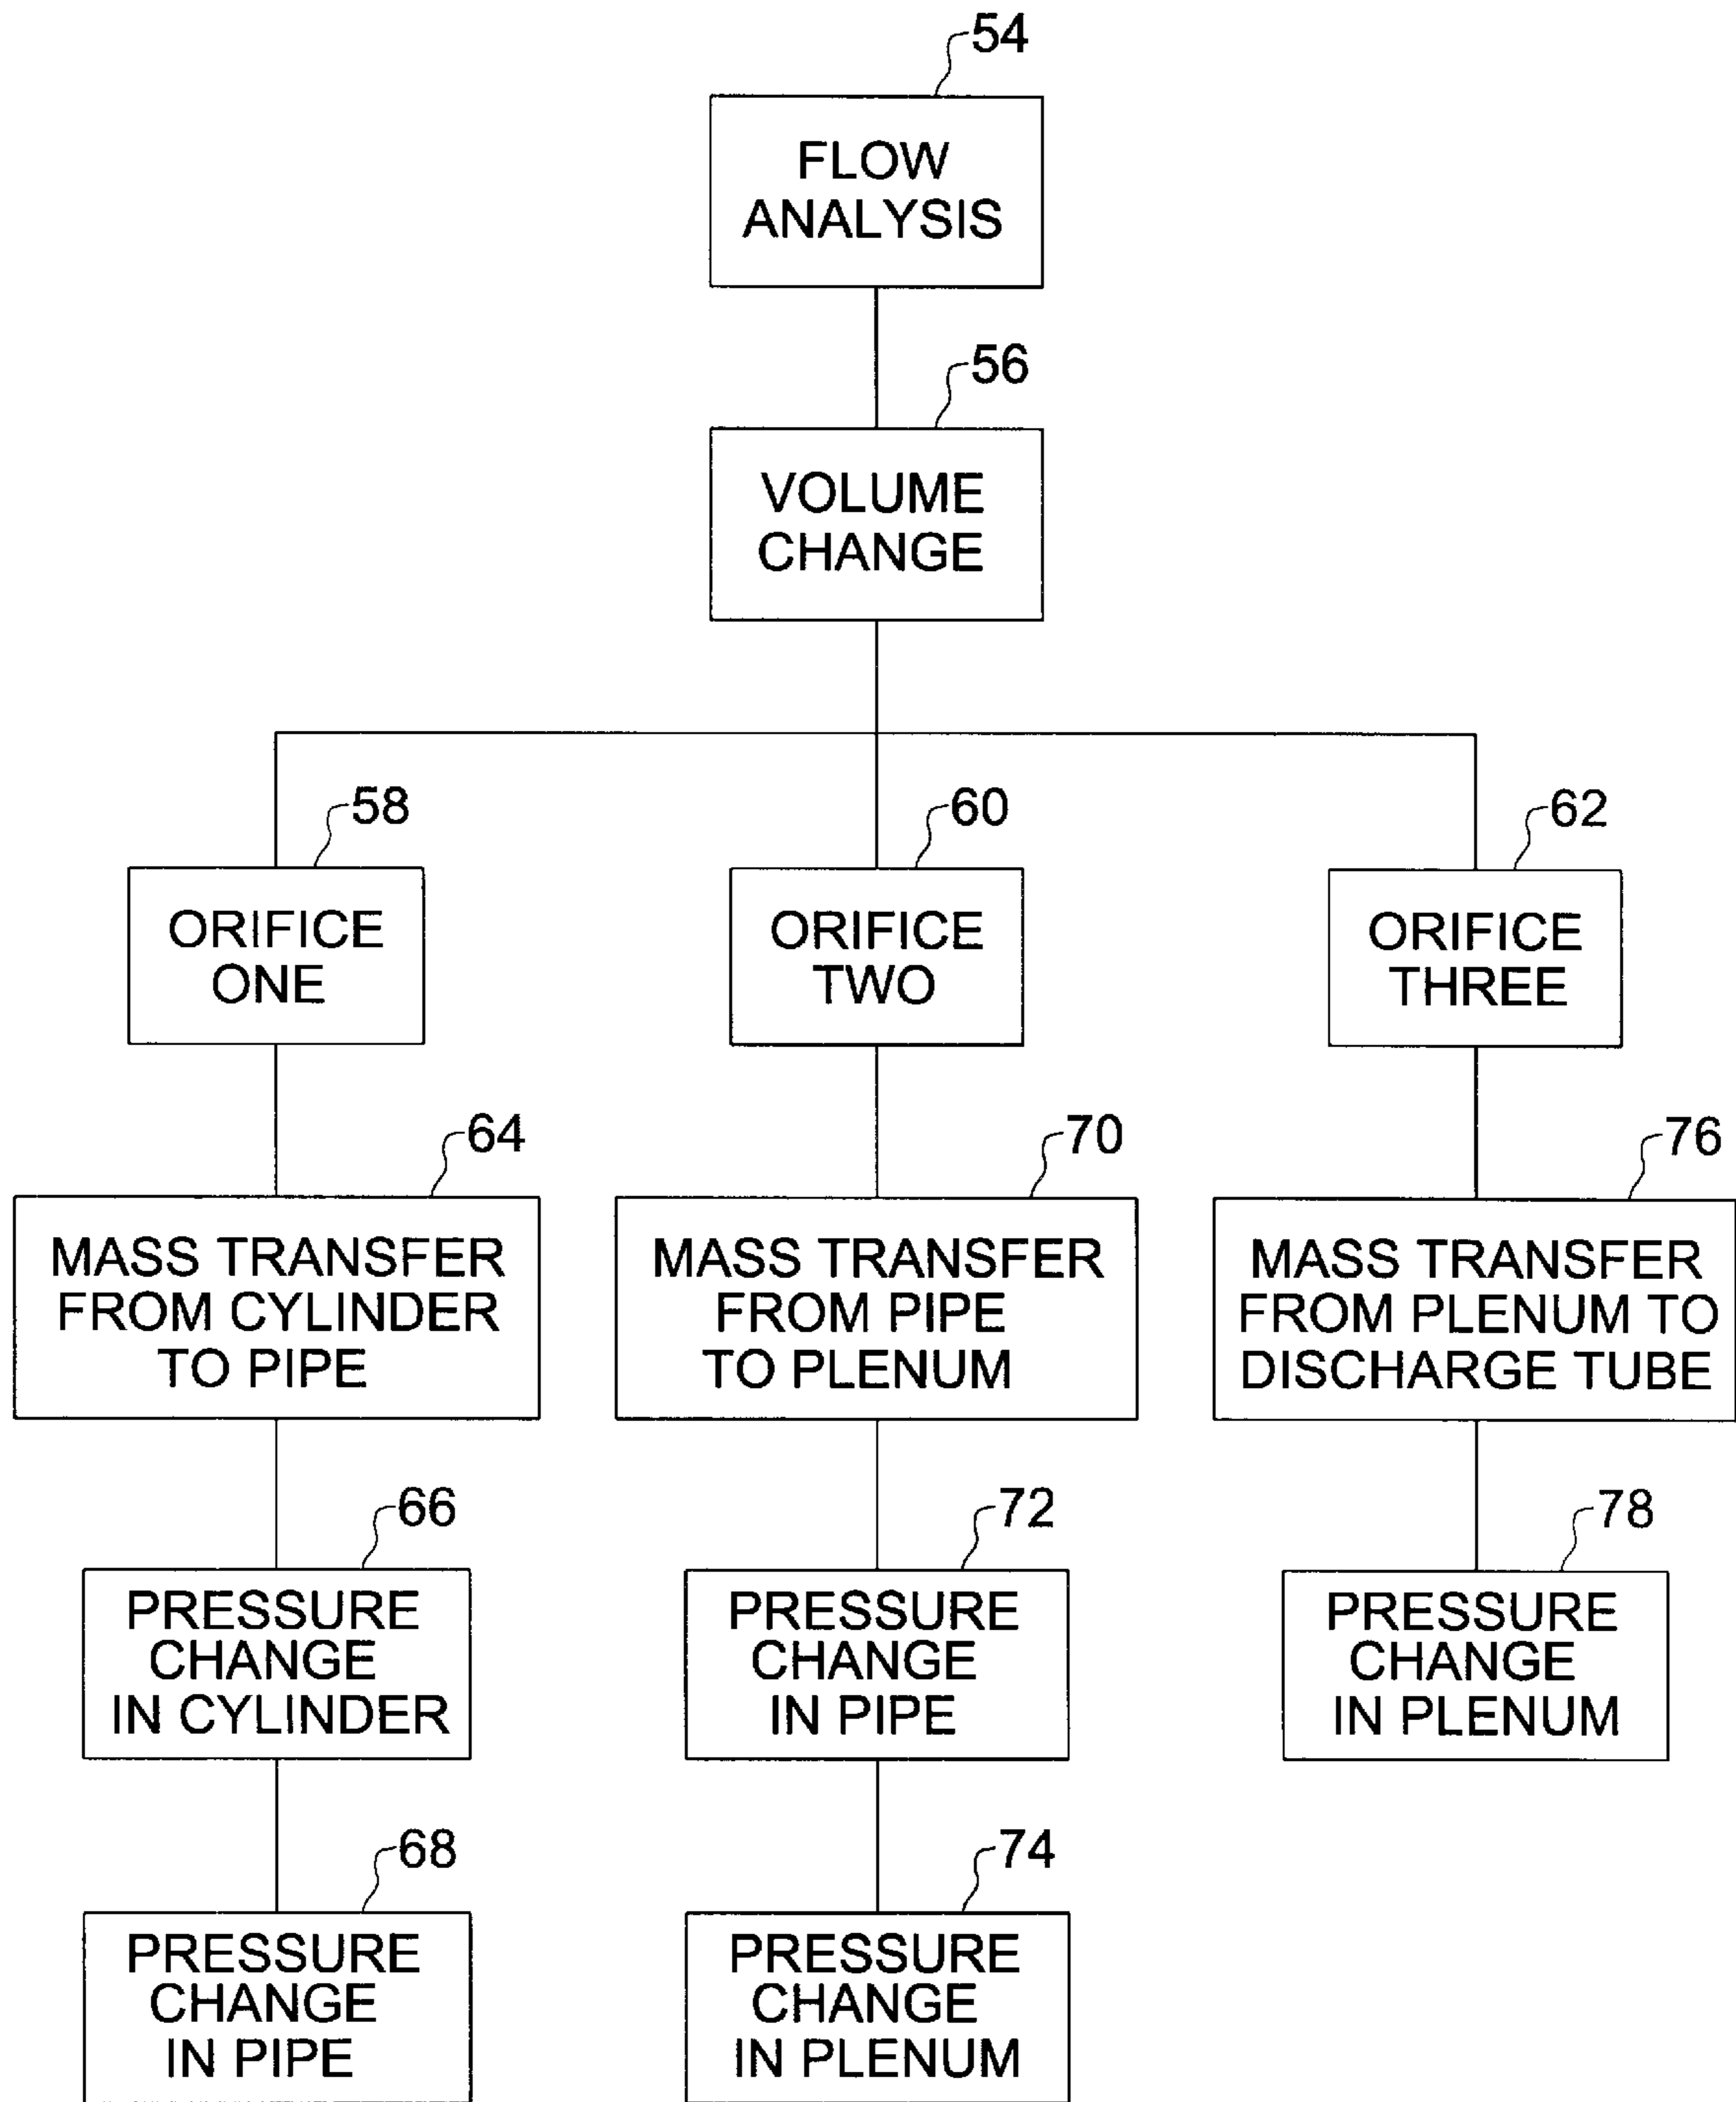 54
FLOW
ANALYSIS
56
VOLUME
CHANGE
58
ORIFICE
ONE
60
ORIFICE
TWO
62
ORIFICE
THREE
64
MASS TRANSFER
FROM CYLINDER
TO PIPE
70
MASS TRANSFER
FROM PIPE
TO PLENUM
76
MASS TRANSFER
FROM PLENUM TO
DISCHARGE TUBE
66
PRESSURE
CHANGE
IN CYLINDER
72
PRESSURE
CHANGE
IN PIPE
78
PRESSURE
CHANGE
IN PLENUM
68
PRESSURE
CHANGE
IN PIPE
74
PRESSURE
CHANGE
IN PLENUM